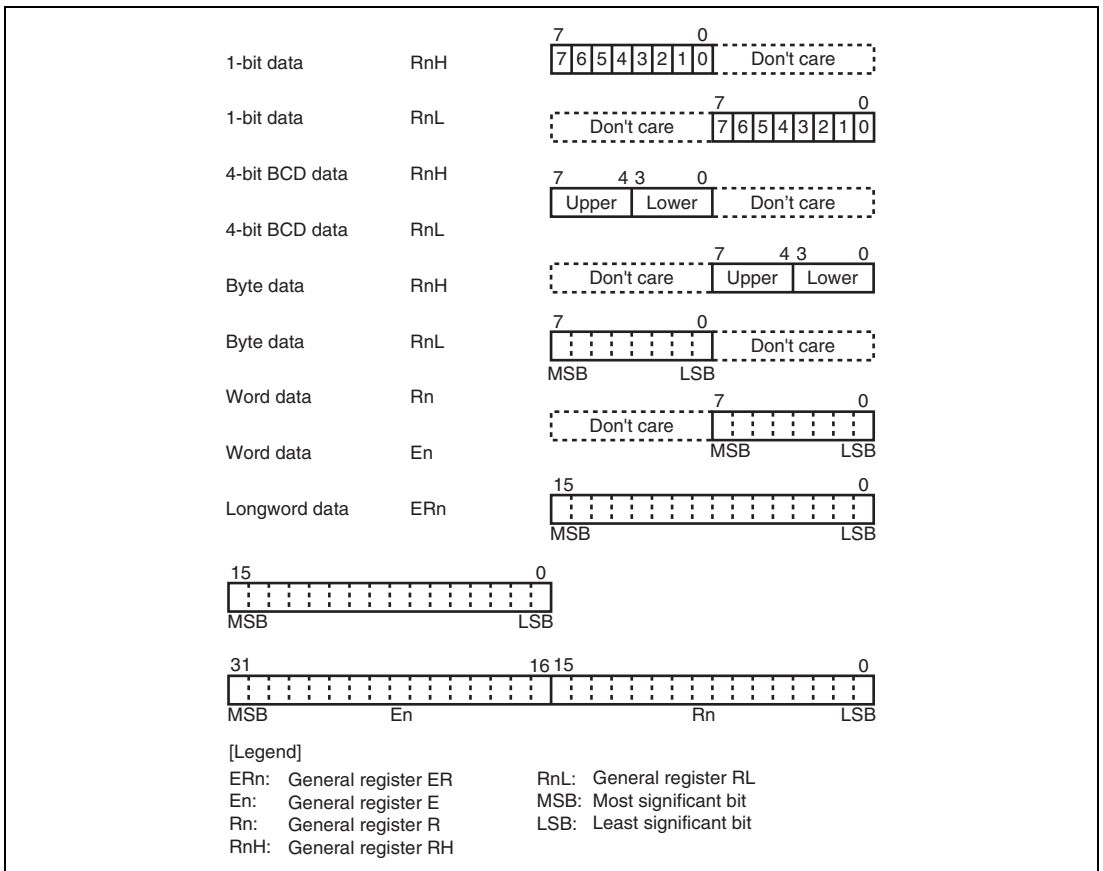 7 0
1-bit data RnH 7 6 5 4 3 2 1 0 Don't care
7 0
1-bit data RnL Don't care 7 6 5 4 3 2 1 0
4-bit BCD data RnH 7 4 3 0
Upper Lower Don't care
4-bit BCD data RnL
7 4 3 0
Byte data RnH Don't care Upper Lower
7 0
Byte data RnL Don't care
MSB LSB
Word data Rn 7 0
Don't care
Word data En MSB LSB
15 0
Longword data ERn
MSB LSB
15 0
MSB LSB
31 16 15 0
MSB En Rn LSB
[Legend]
ERn: General register ER RnL: General register RL
En: General register E MSB: Most significant bit
Rn: General register R LSB: Least significant bit
RnH: General register RH